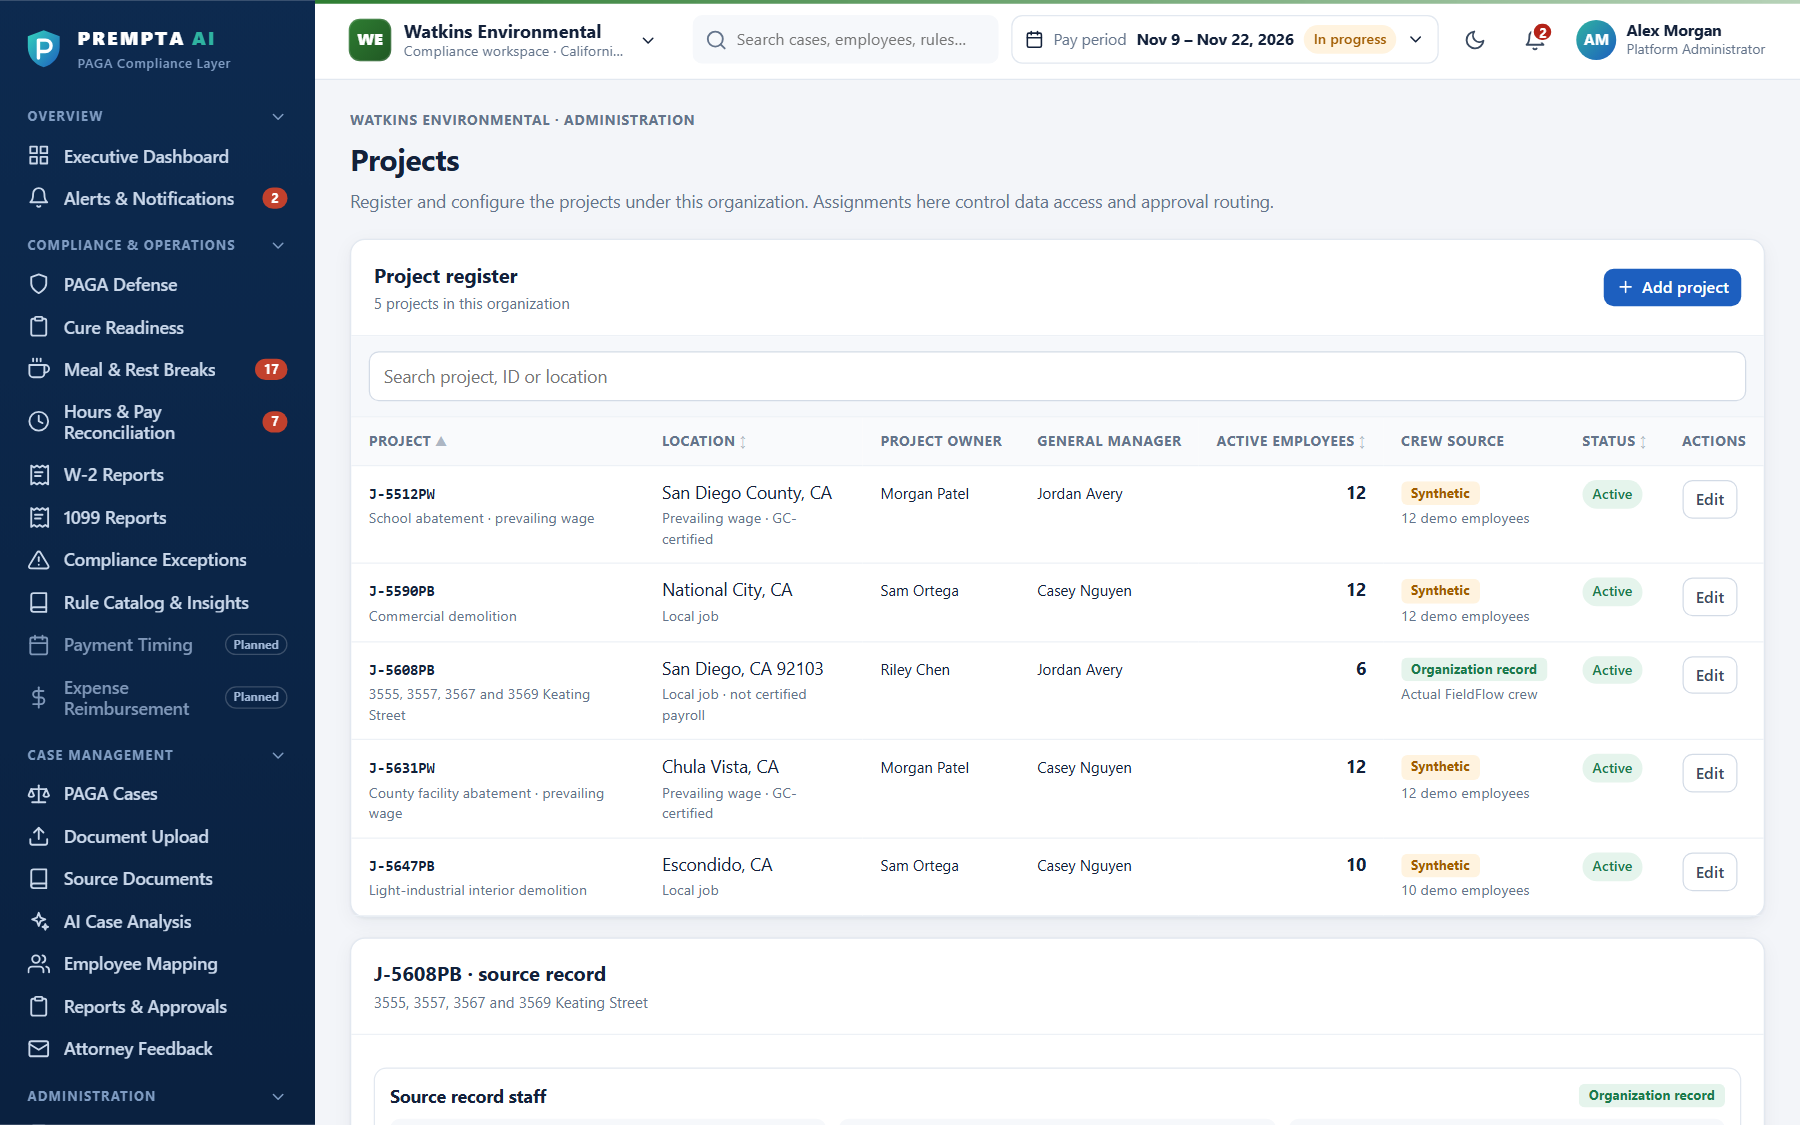 PREMPTA AI
PAGA Compliance Layer
OVERVIEW
Executive Dashboard
Alerts & Notifications 2
COMPLIANCE & OPERATIONS
PAGA Defense
Cure Readiness
Meal & Rest Breaks 17
Hours & Pay
Reconciliation 7
W-2 Reports
1099 Reports
Compliance Exceptions
Rule Catalog & Insights
Payment Timing Planned
Expense
Reimbursement Planned
CASE MANAGEMENT
PAGA Cases
Document Upload
Source Documents
AI Case Analysis
Employee Mapping
Reports & Approvals
Attorney Feedback
ADMINISTRATION
WE
Watkins Environmental
Compliance workspace · Californi...
Search cases, employees, rules...
Pay period Nov 9 – Nov 22, 2026 In progress
2
AM
Alex Morgan
Platform Administrator
WATKINS ENVIRONMENTAL · ADMINISTRATION
Projects
Register and configure the projects under this organization. Assignments here control data access and approval routing.
Project register
5 projects in this organization
+ Add project
Search project, ID or location
PROJECT LOCATION PROJECT OWNER GENERAL MANAGER ACTIVE EMPLOYEES CREW SOURCE STATUS ACTIONS
J-5512PW San Diego County, CA Morgan Patel Jordan Avery 12 Synthetic Active Edit
School abatement · prevailing wage Prevailing wage · GC- 12 demo employees
certified
J-5590PB National City, CA Sam Ortega Casey Nguyen 12 Synthetic Active Edit
Commercial demolition Local job 12 demo employees
J-5608PB San Diego, CA 92103 Riley Chen Jordan Avery 6 Organization record Active Edit
3555, 3557, 3567 and 3569 Keating Local job · not certified Actual FieldFlow crew
Street payroll
J-5631PW Chula Vista, CA Morgan Patel Casey Nguyen 12 Synthetic Active Edit
County facility abatement · prevailing Prevailing wage · GC- 12 demo employees
wage certified
J-5647PB Escondido, CA Sam Ortega Casey Nguyen 10 Synthetic Active Edit
Light-industrial interior demolition Local job 10 demo employees
J-5608PB · source record
3555, 3557, 3567 and 3569 Keating Street
Source record staff Organization record